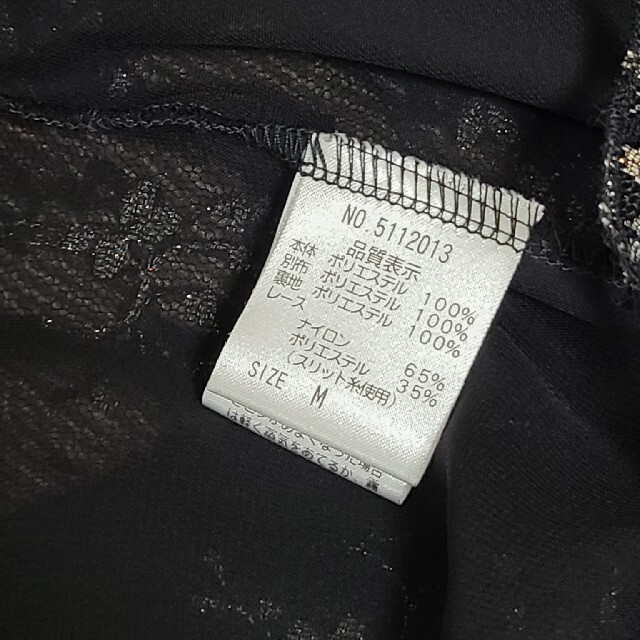 NO. 5112013
品質表示
本体 ポリエステル 100%
別布 ポリエステル 100%
裏地 ポリエステル 100%
レース
ナイロン 65%
ポリエステル 35%
(スリット糸使用)
SIZE M